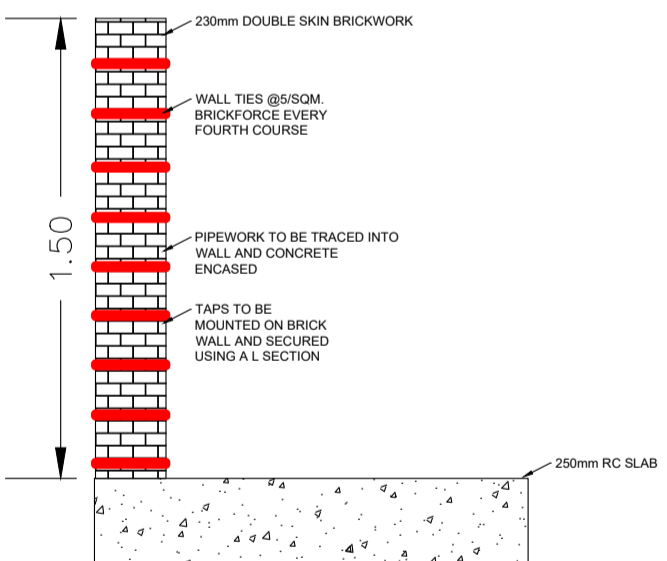 230mm DOUBLE SKIN BRICKWORK
WALL TIES @5/SQM.
BRICKFORCE EVERY
FOURTH COURSE
1.50
PIPEWORK TO BE TRACED INTO
WALL AND CONCRETE
ENCASED
TAPS TO BE
MOUNTED ON BRICK
WALL AND SECURED
USING A L SECTION
250mm RC SLAB